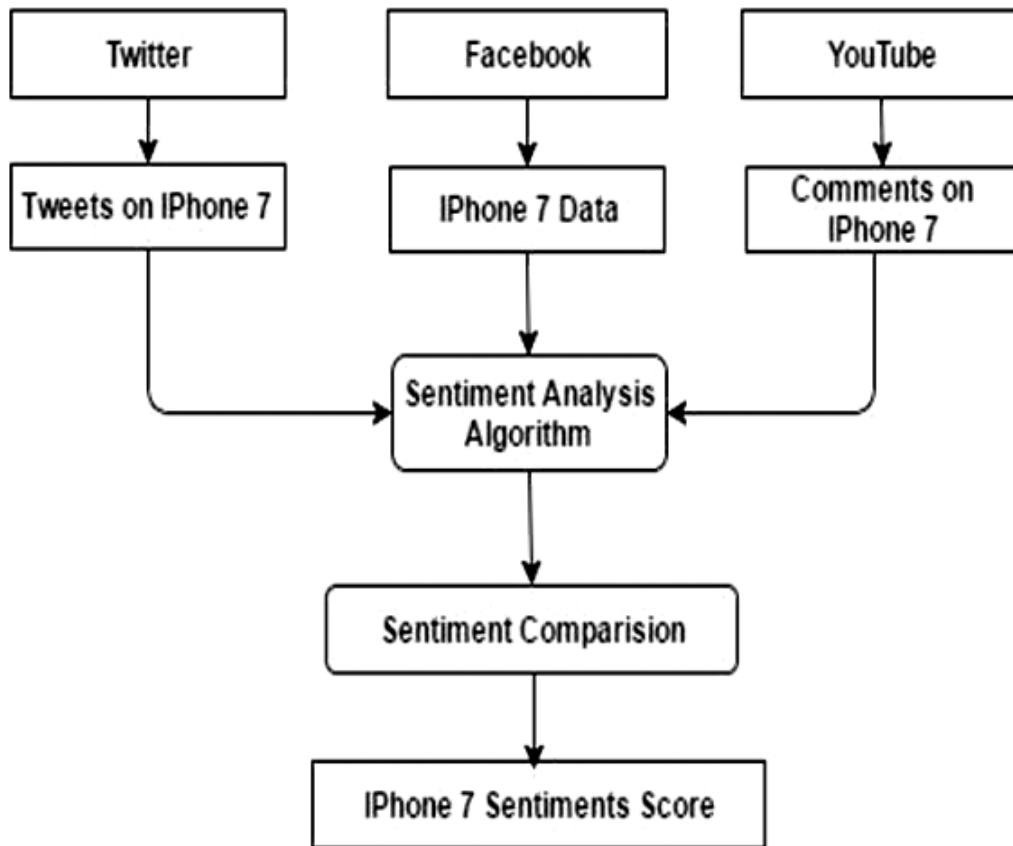 Twitter
Facebook
YouTube
Tweets on IPhone 7
IPhone 7 Data
Comments on
IPhone 7
Sentiment Analysis
Algorithm
Sentiment Comparision
IPhone 7 Sentiments Score